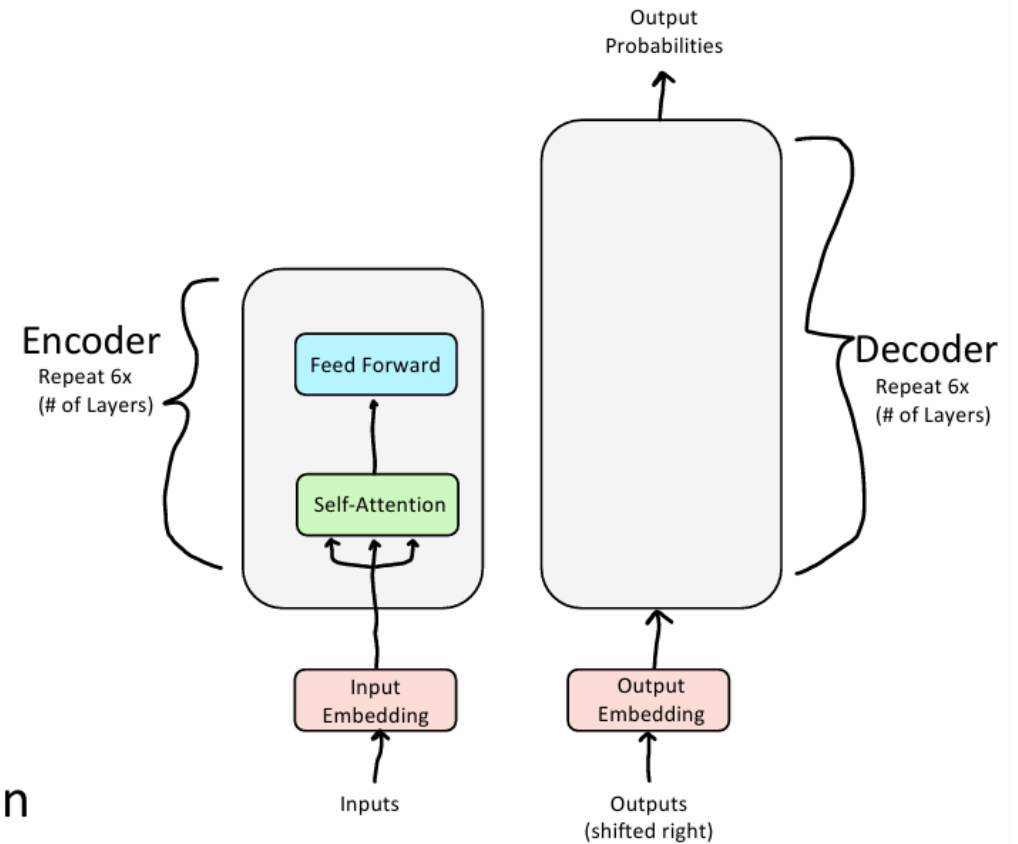 Output
Probabilities
Encoder
Repeat 6x
(# of Layers)
Feed Forward
Self-Attention
Input
Embedding
Inputs
Decoder
Repeat 6x
(# of Layers)
Output
Embedding
Outputs
(shifted right)
n